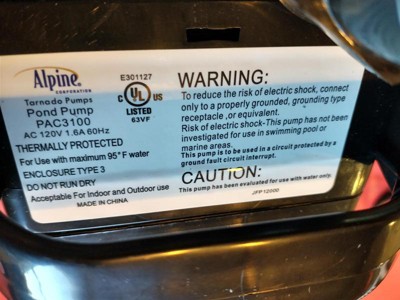 Alpine
CORPORATION
Tornado Pumps
Pond Pump
PAC3100
AC 120V 1.6A 60Hz
THERMALLY PROTECTED
For Use with maximum 95° F water
ENCLOSURE TYPE 3
DO NOT RUN DRY
Acceptable For Indoor and Outdoor use
MADE IN CHINA
E301127
c UL us
LISTED
63VF
WARNING:
To reduce the risk of electric shock, connect
only to a properly grounded, grounding type
receptacle ,or equivalent.
Risk of electric shock-This pump has not been
investigated for use in swimming pool or
marine areas.
This pump is to be used in a circuit protected by a
ground fault circuit interrupt.
CAUTION:
This pump has been evaluated for use with water only.
JFP12000